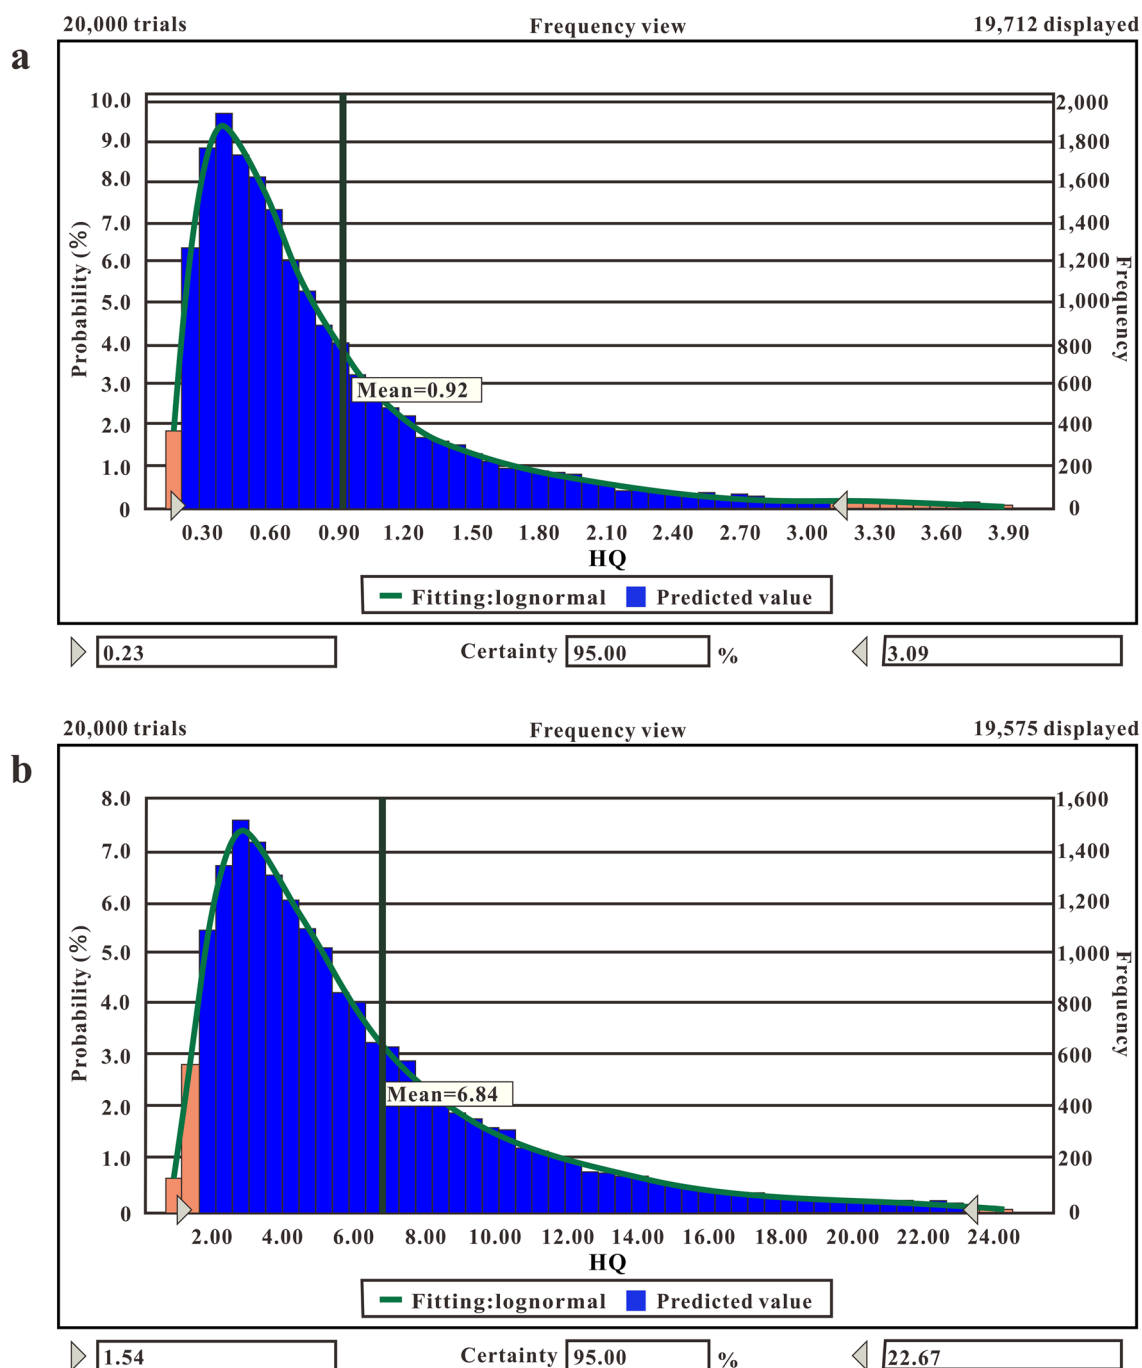 20,000 trials Frequency view 19,712 displayed
a
10.0 2,000
9.0 1,800
8.0 1,600
7.0 1,400
6.0 1,200
5.0 1,000
4.0 800
3.0 600
2.0 400
1.0 200
0 0
Probability (%)
Frequency
Mean=0.92
0.30 0.60 0.90 1.20 1.50 1.80 2.10 2.40 2.70 3.00 3.30 3.60 3.90
HQ
Fitting:lognormal Predicted value
0.23 Certainty 95.00 % 3.09
20,000 trials Frequency view 19,575 displayed
b
8.0 1,600
7.0 1,400
6.0 1,200
5.0 1,000
4.0 800
3.0 600
2.0 400
1.0 200
0 0
Probability (%)
Frequency
Mean=6.84
2.00 4.00 6.00 8.00 10.00 12.00 14.00 16.00 18.00 20.00 22.00 24.00
HQ
Fitting:lognormal Predicted value
1.54 Certainty 95.00 % 22.67